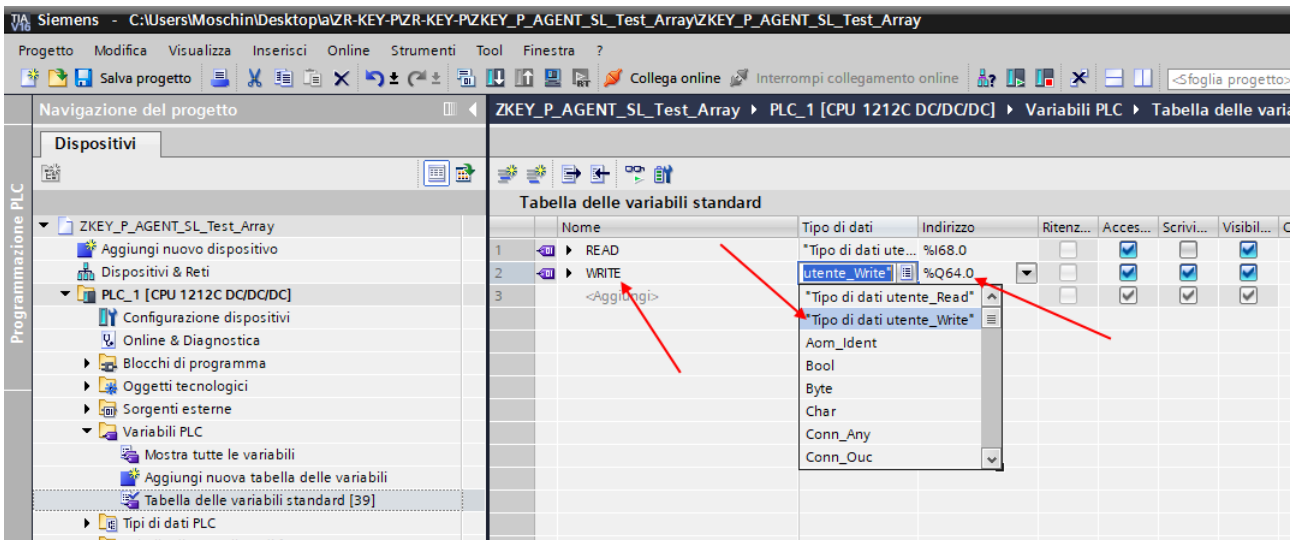 Siemens - C:\Users\Moschin\Desktop\a\ZR-KEY-P\ZR-KEY-P\ZKEY_P_AGENT_SL_Test_Array\ZKEY_P_AGENT_SL_Test_Array
Progetto Modifica Visualizza Inserisci Online Strumenti Tool Finestra ?
Salva progetto Collega online Interrompi collegamento online <Sfoglia progetto>
Navigazione del progetto
ZKEY_P_AGENT_SL_Test_Array PLC_1 [CPU 1212C DC/DC/DC] Variabili PLC Tabella delle varia
Dispositivi
Programmazione PLC
Tabella delle variabili standard
Nome Tipo di dati Indirizzo Ritenz... Acces... Scrivi... Visibil... C
1 READ "Tipo di dati ute... %I68.0
2 WRITE utente_Write" %Q64.0
3 <Aggiungi>
"Tipo di dati utente_Read"
"Tipo di dati utente_Write"
Aom_Ident
Bool
Byte
Char
Conn_Any
Conn_Ouc
ZKEY_P_AGENT_SL_Test_Array
Aggiungi nuovo dispositivo
Dispositivi & Reti
PLC_1 [CPU 1212C DC/DC/DC]
Configurazione dispositivi
Online & Diagnostica
Blocchi di programma
Oggetti tecnologici
Sorgenti esterne
Variabili PLC
Mostra tutte le variabili
Aggiungi nuova tabella delle variabili
Tabella delle variabili standard [39]
Tipi di dati PLC